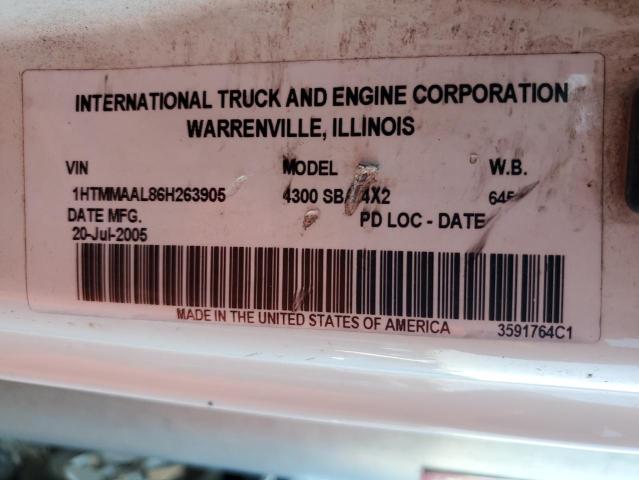 INTERNATIONAL TRUCK AND ENGINE CORPORATION
WARRENVILLE, ILLINOIS
VIN MODEL W.B.
1HTMMAAL86H263905 4300 SBA 4X2 645
DATE MFG. PD LOC - DATE
20-Jul-2005
MADE IN THE UNITED STATES OF AMERICA 3591764C1